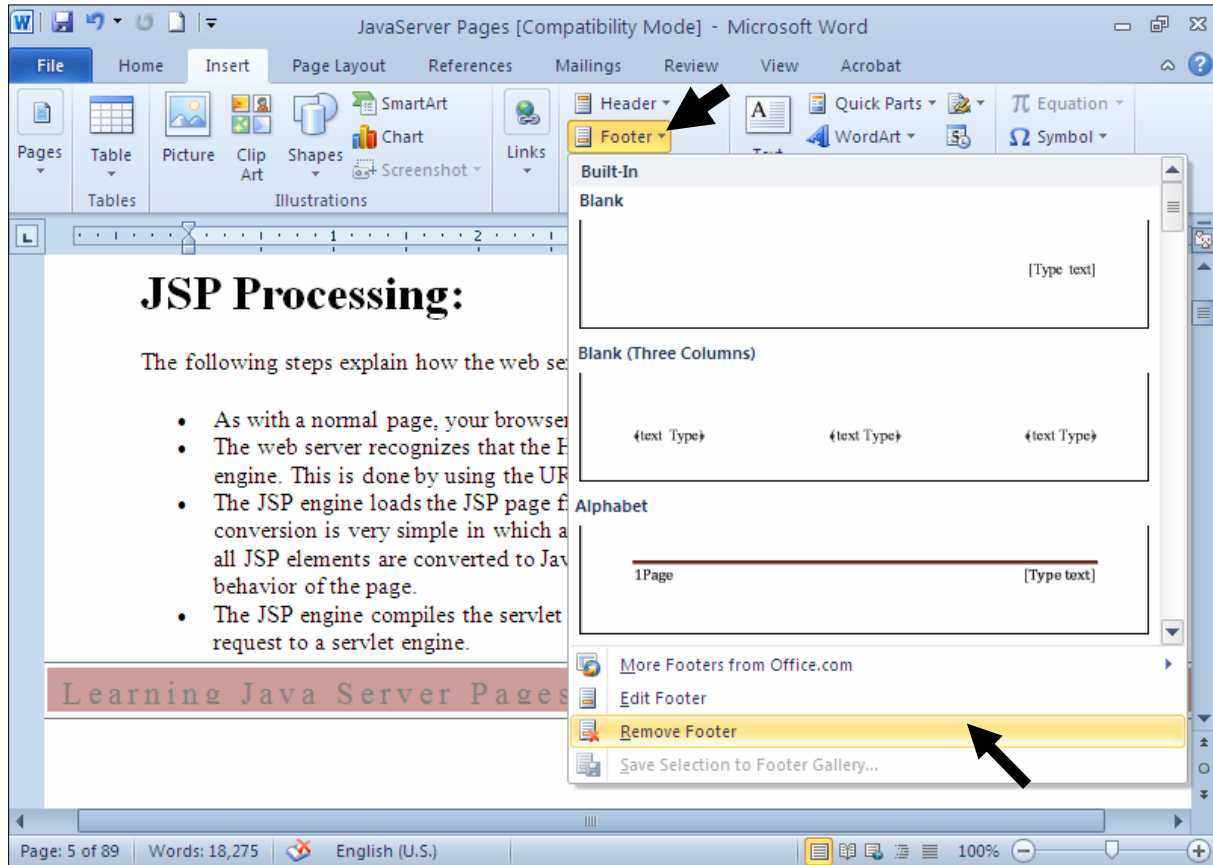 JavaServer Pages [Compatibility Mode] - Microsoft Word
File Home Insert Page Layout References Mailings Review View Acrobat
Pages
Tables
Table
Picture
Clip Art
Shapes
SmartArt
Chart
Screenshot
Illustrations
Links
Header
Footer
A
Quick Parts
WordArt
π Equation
Ω Symbol
Built-In
Blank
[Type text]
Blank (Three Columns)
(text Type) (text Type) (text Type)
Alphabet
1Page [Type text]
More Footers from Office.com
Edit Footer
Remove Footer
Save Selection to Footer Gallery...
1 2
JSP Processing:
The following steps explain how the web se
• As with a normal page, your browser
• The web server recognizes that the H
engine. This is done by using the UR
• The JSP engine loads the JSP page fi
conversion is very simple in which a
all JSP elements are converted to Jav
behavior of the page.
• The JSP engine compiles the servlet
request to a servlet engine.
Learning Java Server Pages
Page: 5 of 89 Words: 18,275 English (U.S.) 100%